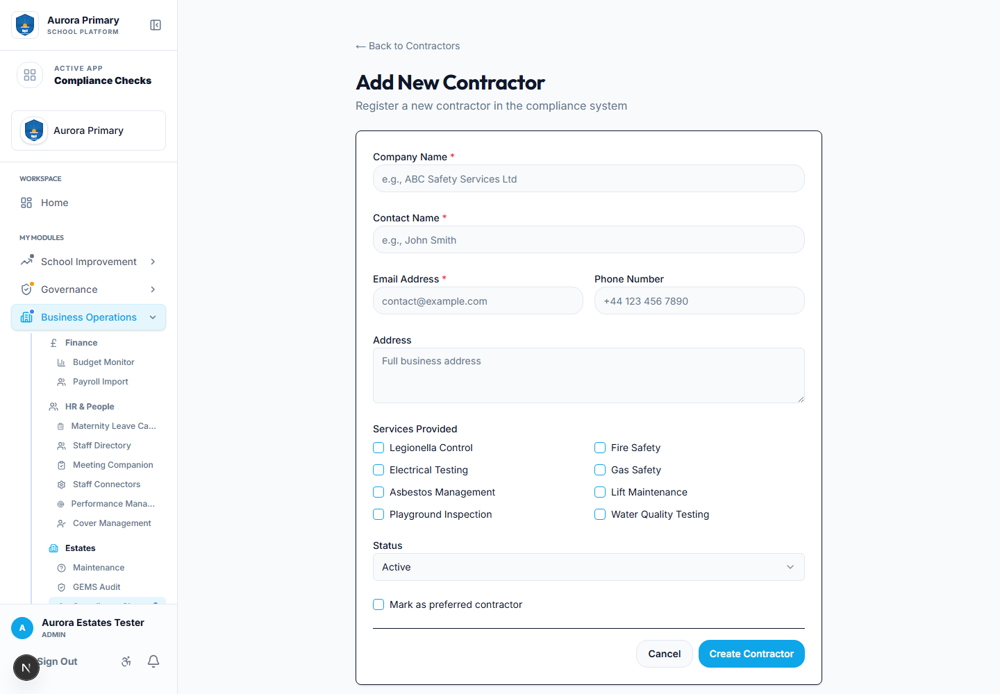 Aurora Primary
SCHOOL PLATFORM
ACTIVE APP
Compliance Checks
Aurora Primary
WORKSPACE
Home
MY MODULES
School Improvement
Governance
Business Operations
Finance
Budget Monitor
Payroll Import
HR & People
Maternity Leave Ca...
Staff Directory
Meeting Companion
Staff Connectors
Performance Mana...
Cover Management
Estates
Maintenance
GEMS Audit
A
Aurora Estates Tester
ADMIN
N
Sign Out
← Back to Contractors
Add New Contractor
Register a new contractor in the compliance system
Company Name *
e.g., ABC Safety Services Ltd
Contact Name *
e.g., John Smith
Email Address *
Phone Number
contact@example.com
+44 123 456 7890
Address
Full business address
Services Provided
Legionella Control
Fire Safety
Electrical Testing
Gas Safety
Asbestos Management
Lift Maintenance
Playground Inspection
Water Quality Testing
Status
Active
Mark as preferred contractor
Cancel
Create Contractor